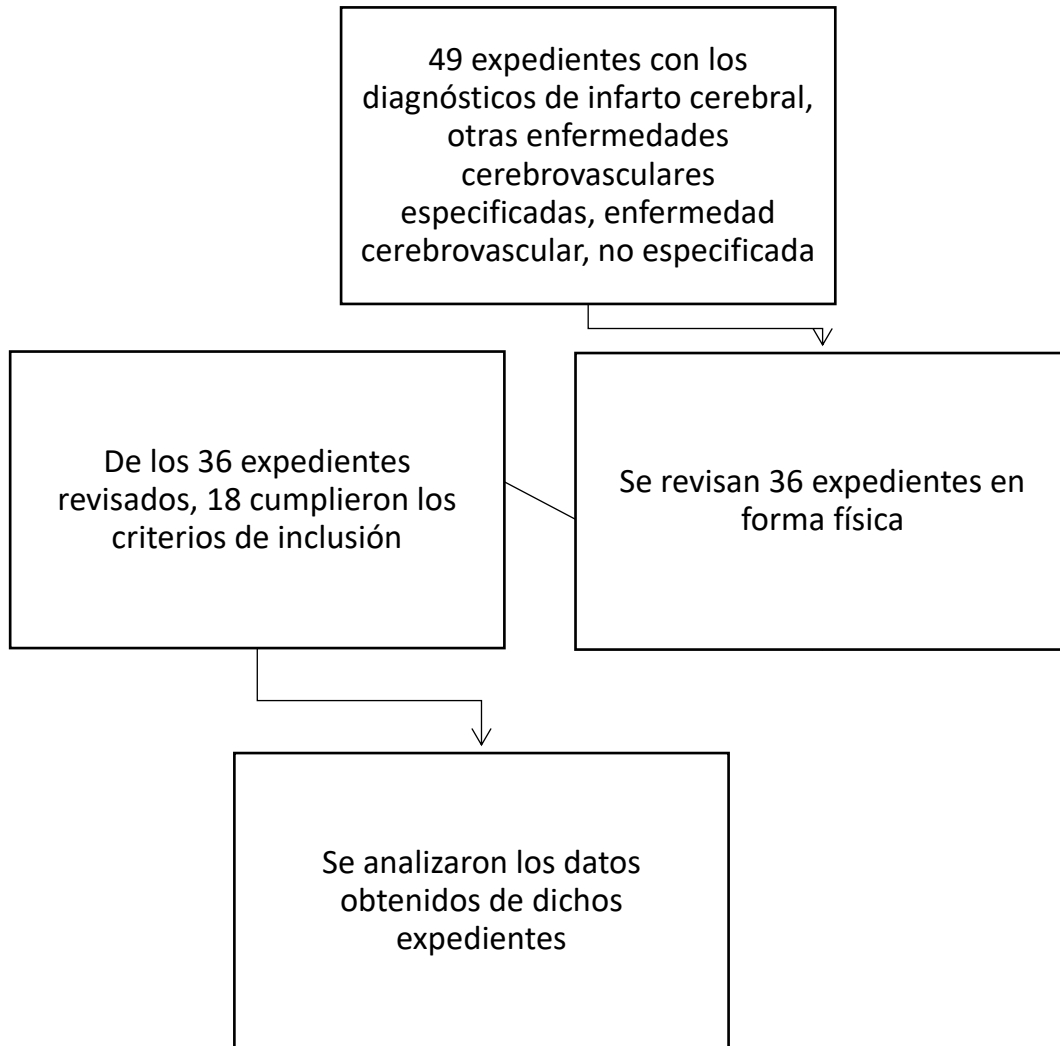 49 expedientes con los
diagnósticos de infarto cerebral,
otras enfermedades
cerebrovasculares
especificadas, enfermedad
cerebrovascular, no especificada
Se revisan 36 expedientes en
forma física
De los 36 expedientes
revisados, 18 cumplieron los
criterios de inclusión
Se analizaron los datos
obtenidos de dichos
expedientes